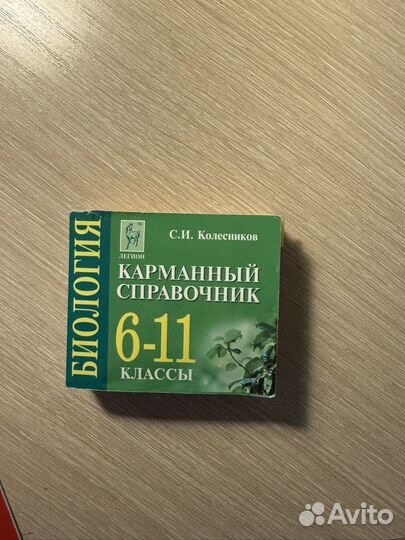 БИОЛОГИЯ
ЛЕГИОН
С.И. Колесников
КАРМАННЫЙ
СПРАВОЧНИК
6-11
КЛАССЫ
Avito